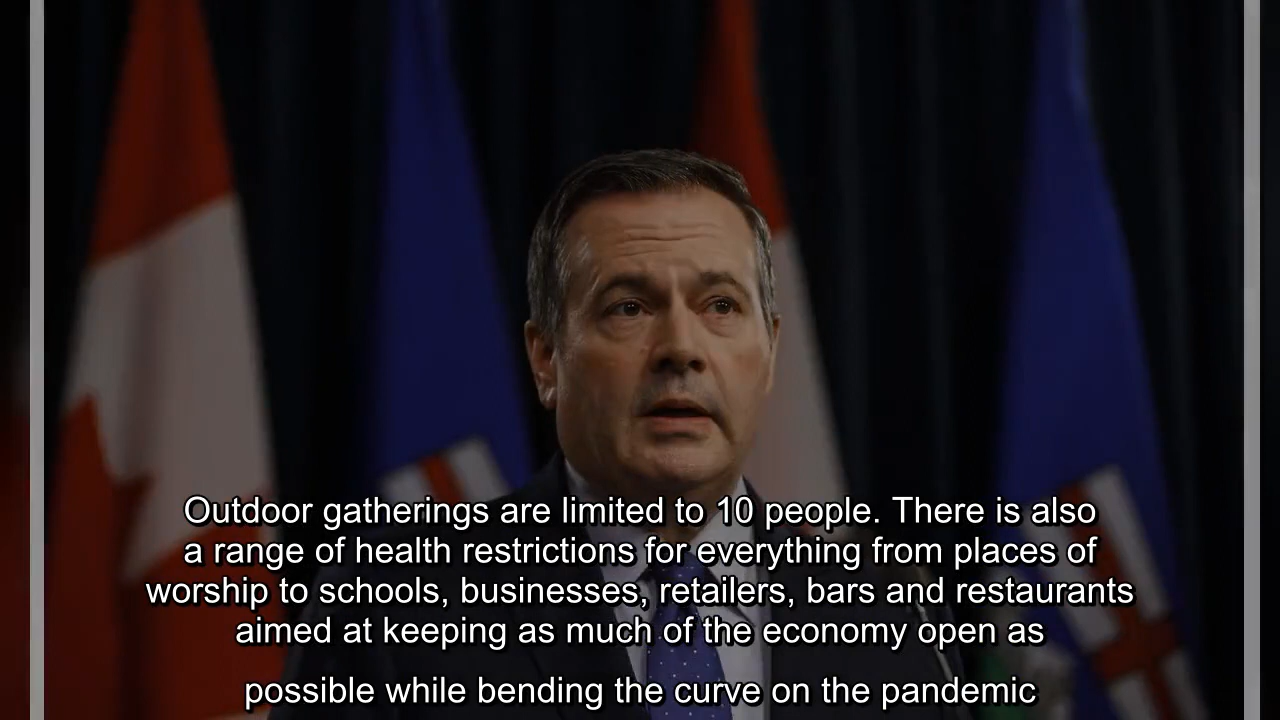 Outdoor gatherings are limited to 10 people. There is also
a range of health restrictions for everything from places of
worship to schools, businesses, retailers, bars and restaurants
aimed at keeping as much of the economy open as
possible while bending the curve on the pandemic